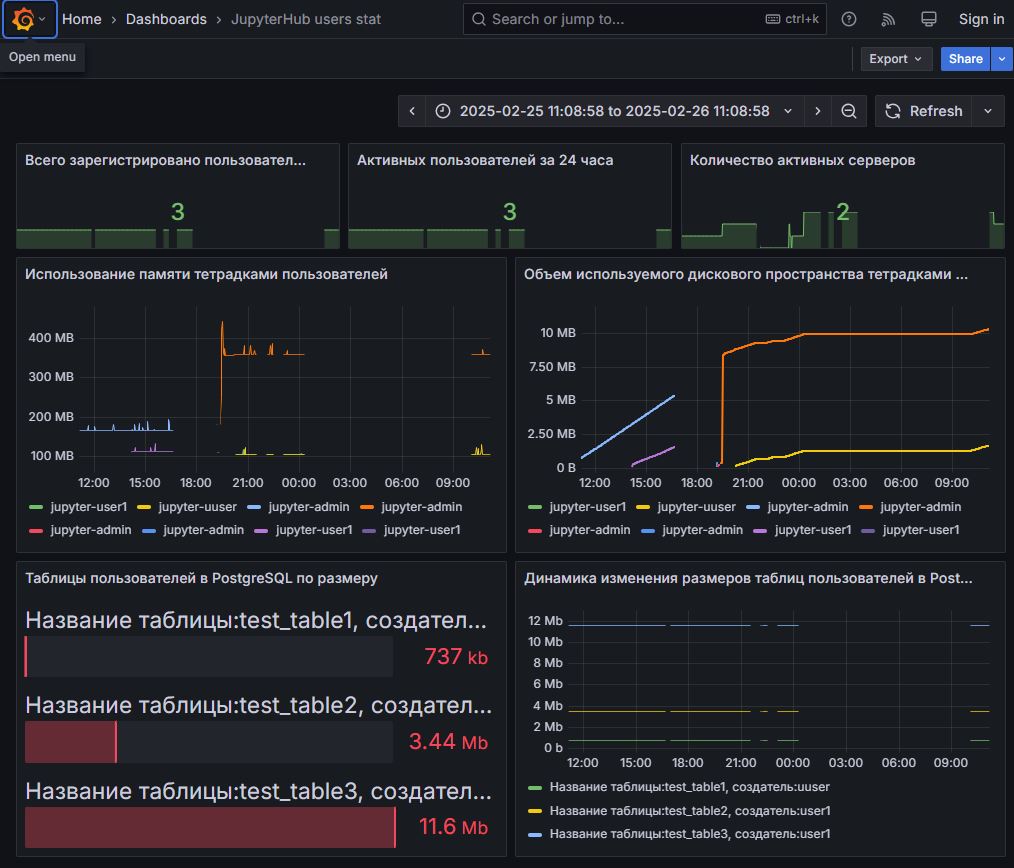 Home › Dashboards › JupyterHub users stat
Search or jump to...
ctrl+k
Sign in
Open menu
Export
Share
2025-02-25 11:08:58 to 2025-02-26 11:08:58
Refresh
Всего зарегистрировано пользовател...
3
Активных пользователей за 24 часа
3
Количество активных серверов
2
Использование памяти тетрадками пользователей
400 MB
300 MB
200 MB
100 MB
12:00 15:00 18:00 21:00 00:00 03:00 06:00 09:00
jupyter-user1 jupyter-uuser jupyter-admin jupyter-admin
jupyter-admin jupyter-admin jupyter-user1 jupyter-user1
Объем используемого дискового пространства тетрадками ...
10 MB
7.50 MB
5 MB
2.50 MB
0 B
12:00 15:00 18:00 21:00 00:00 03:00 06:00 09:00
jupyter-user1 jupyter-uuser jupyter-admin jupyter-admin
jupyter-admin jupyter-admin jupyter-user1 jupyter-user1
Таблицы пользователей в PostgreSQL по размеру
Название таблицы:test_table1, создател...
737 kb
Название таблицы:test_table2, создател...
3.44 Mb
Название таблицы:test_table3, создател...
11.6 Mb
Динамика изменения размеров таблиц пользователей в Post...
12 Mb
10 Mb
8 Mb
6 Mb
4 Mb
2 Mb
0 b
12:00 15:00 18:00 21:00 00:00 03:00 06:00 09:00
Название таблицы:test_table1, создатель:uuser
Название таблицы:test_table2, создатель:user1
Название таблицы:test_table3, создатель:user1